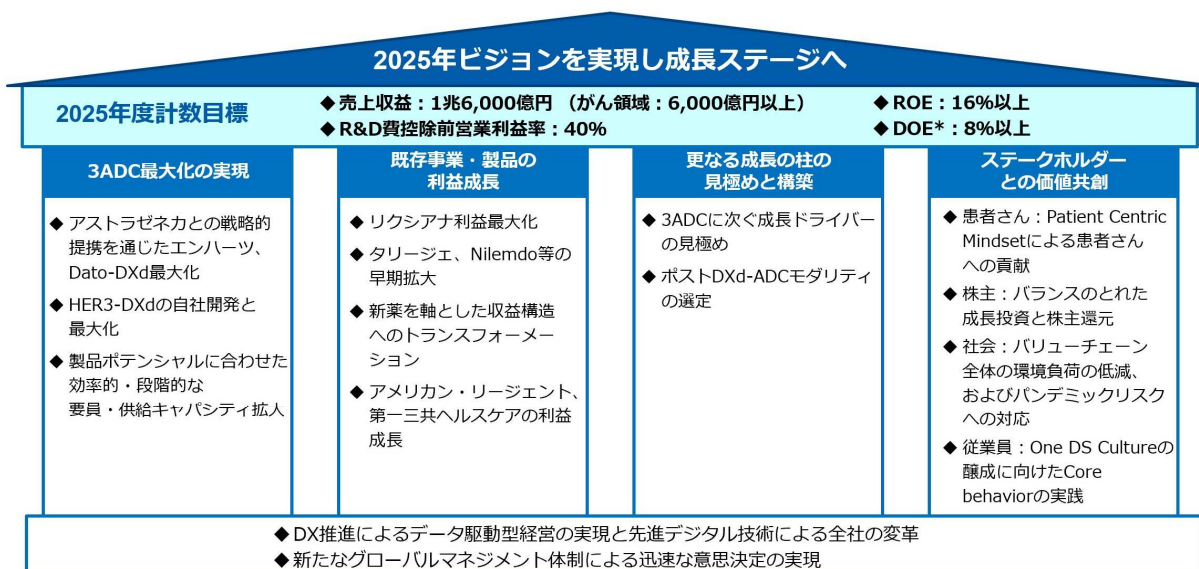 2025年ビジョンを実現し成長ステージへ
2025年度計数目標
◆売上収益：1兆6,000億円 （がん領域：6,000億円以上）
◆R&D費控除前営業利益率：40%
◆ROE：16%以上
◆DOE*：8%以上
3ADC最大化の実現
◆アストラゼネカとの戦略的
提携を通じたエンハーツ、
Dato-DXd最大化
◆HER3-DXdの自社開発と
最大化
◆製品ポテンシャルに合わせた
効率的・段階的な
要員・供給キャパシティ拡人
既存事業・製品の
利益成長
◆リクシアナ利益最大化
◆タリージェ、Nilemdo等の
早期拡大
◆新薬を軸とした収益構造
へのトランスフォーメー
ション
◆アメリカン・リージェント、
第一三共ヘルスケアの利益
成長
更なる成長の柱の
見極めと構築
◆3ADCに次ぐ成長ドライバー
の見極め
◆ポストDXd-ADCモダリティ
の選定
ステークホルダー
との価値共創
◆患者さん：Patient Centric
Mindsetによる患者さん
への貢献
◆株主：バランスのとれた
成長投資と株主還元
◆社会：バリューチェーン
全体の環境負荷の低減、
およびパンデミックリスク
への対応
◆従業員：One DS Cultureの
醸成に向けたCore
behaviorの実践
◆DX推進によるデータ駆動型経営の実現と先進デジタル技術による全社の変革
◆新たなグローバルマネジメント体制による迅速な意思決定の実現